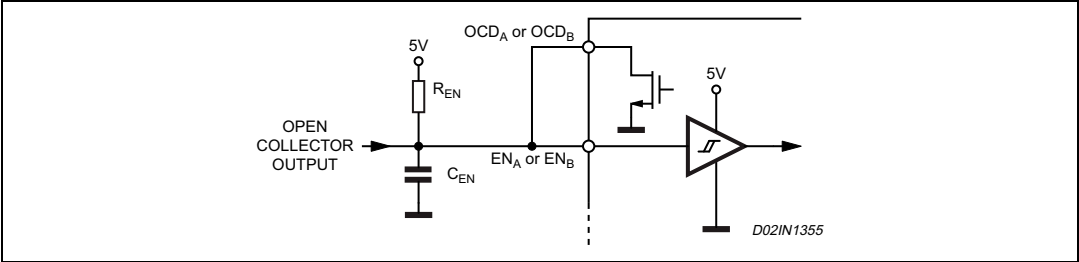 OCDA or OCDB
5V
5V
REN
OPEN
COLLECTOR
OUTPUT
ENA or ENB
CEN
D02IN1355